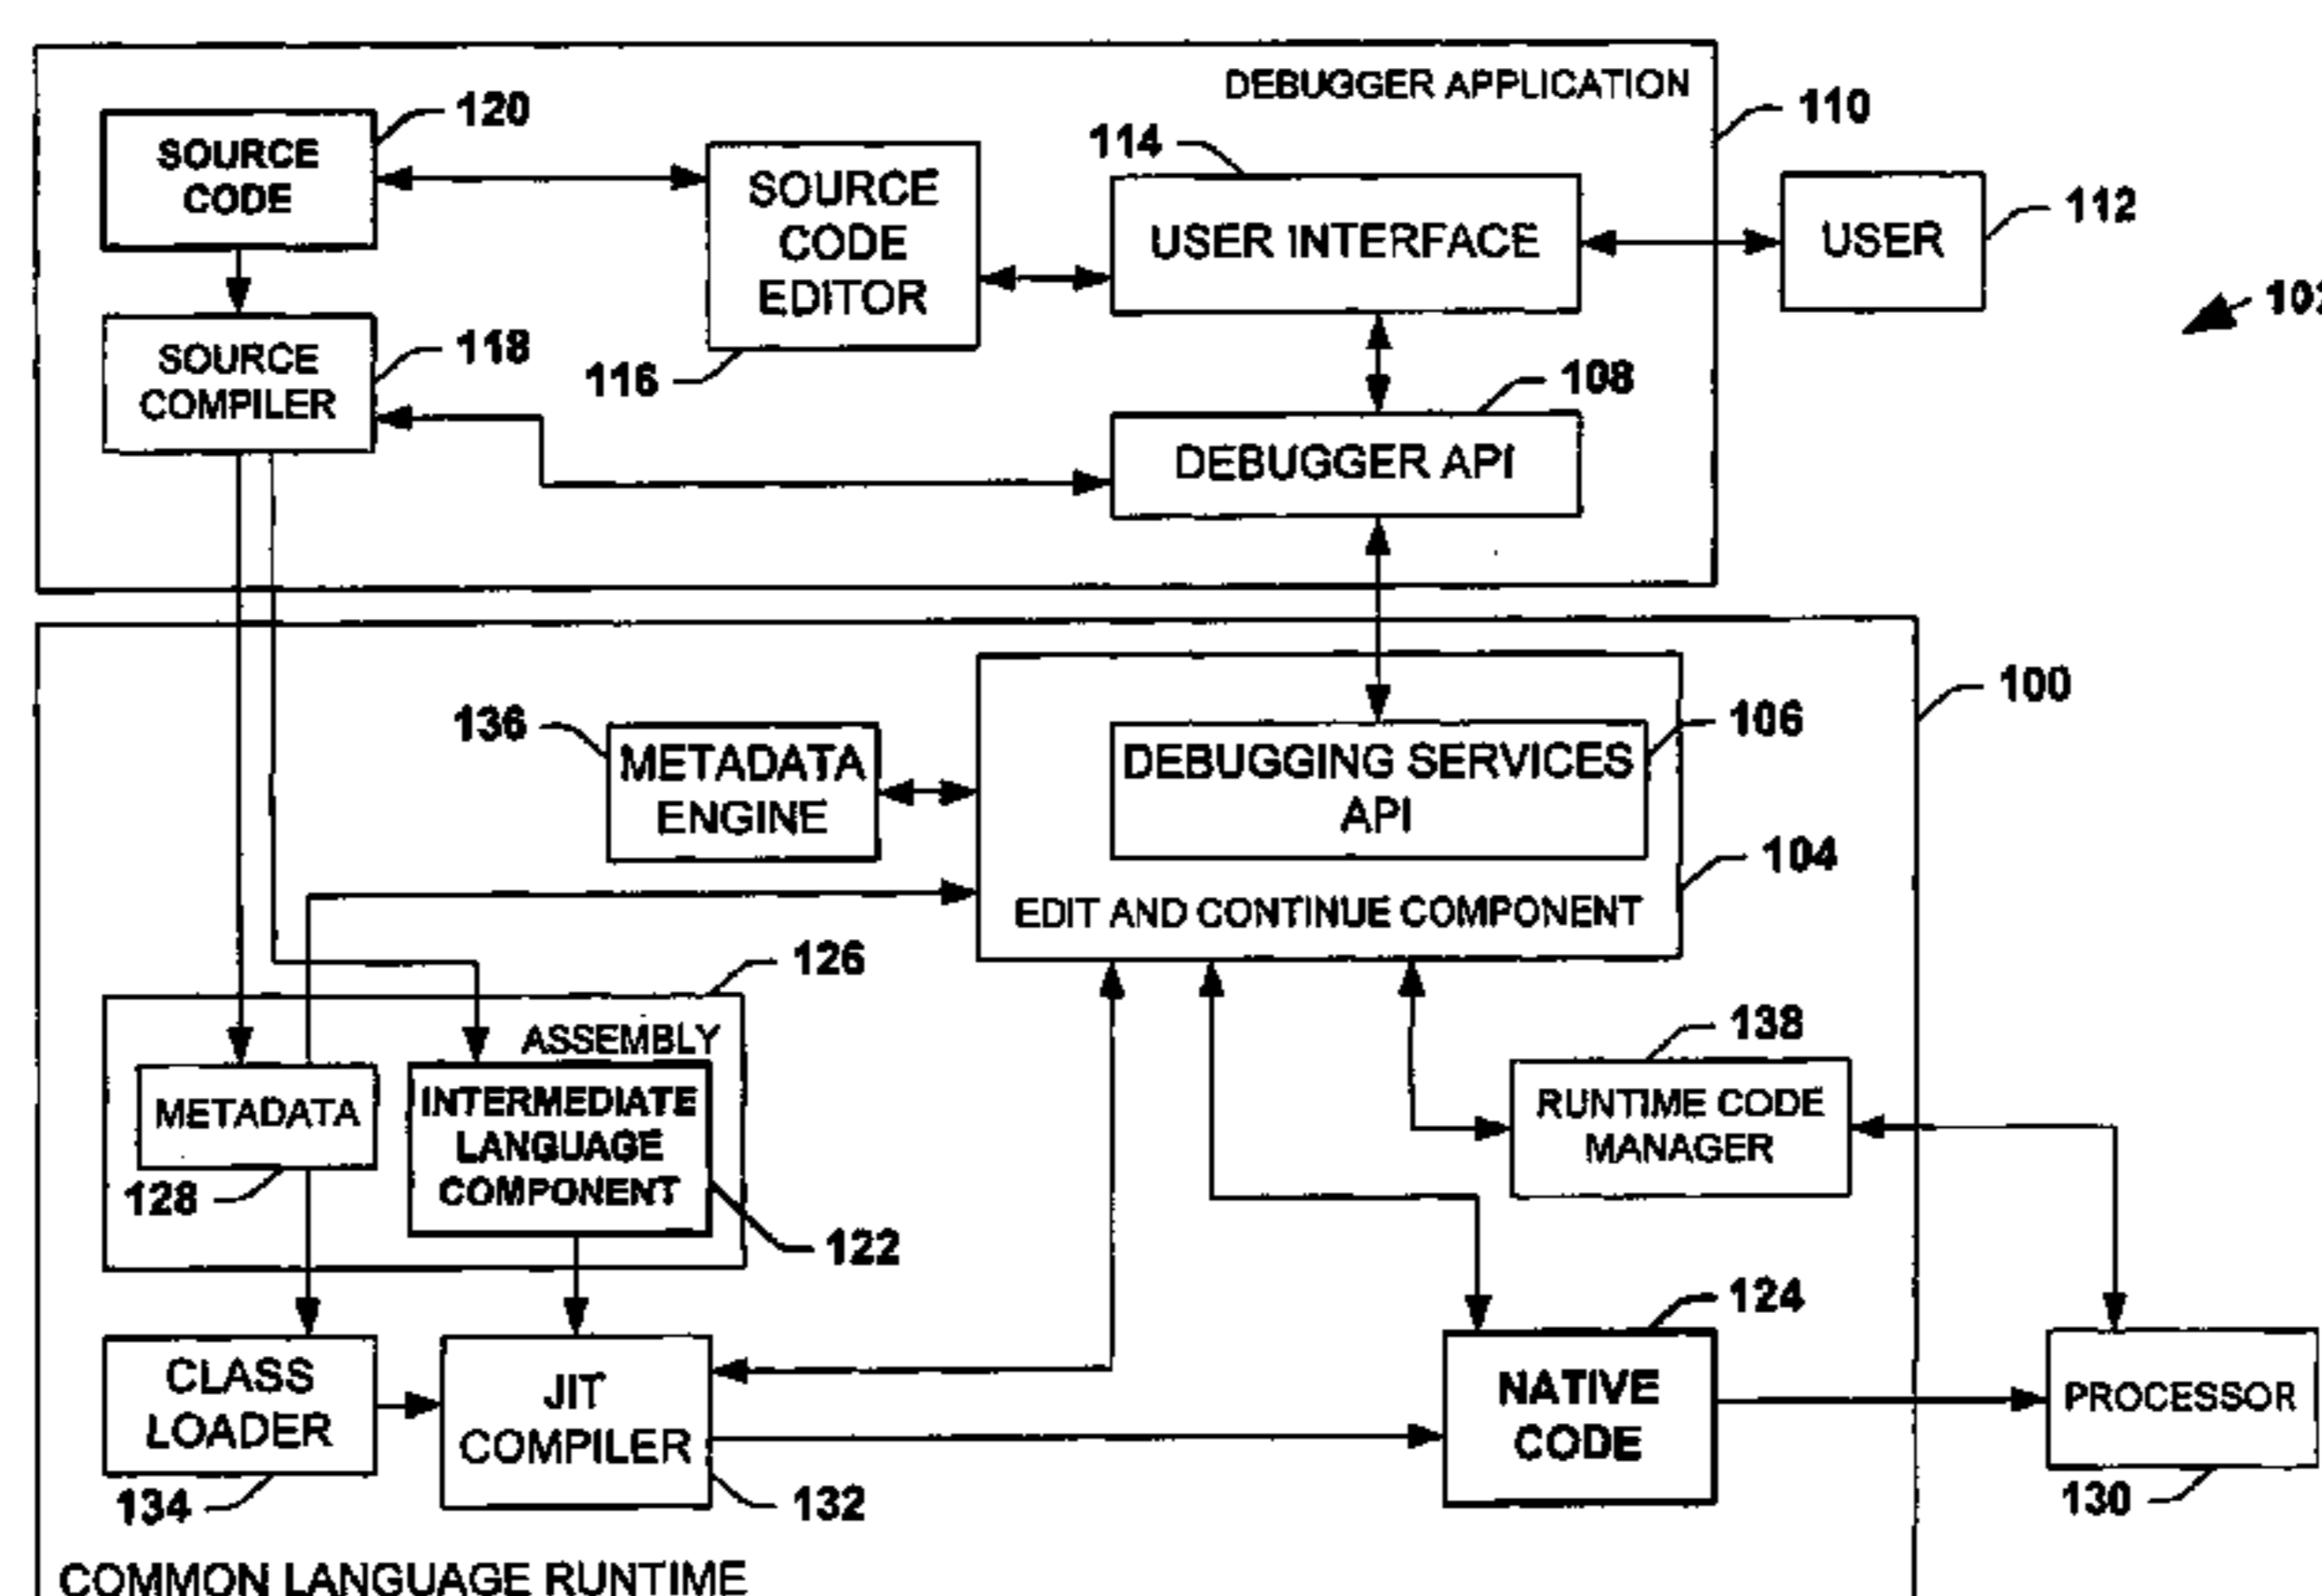 DEBUGGER APPLICATION
110
120
SOURCE
CODE
SOURCE
CODE
EDITOR
116
114
USER INTERFACE
USER
112
SOURCE
COMPILER
118
108
DEBUGGER API
100
136
METADATA
ENGINE
DEBUGGING SERVICES
API
106
EDIT AND CONTINUE COMPONENT
104
126
ASSEMBLY
METADATA
128
INTERMEDIATE
LANGUAGE
COMPONENT
122
138
RUNTIME CODE
MANAGER
CLASS
LOADER
134
JIT
COMPILER
132
124
NATIVE
CODE
PROCESSOR
130
COMMON LANGUAGE RUNTIME